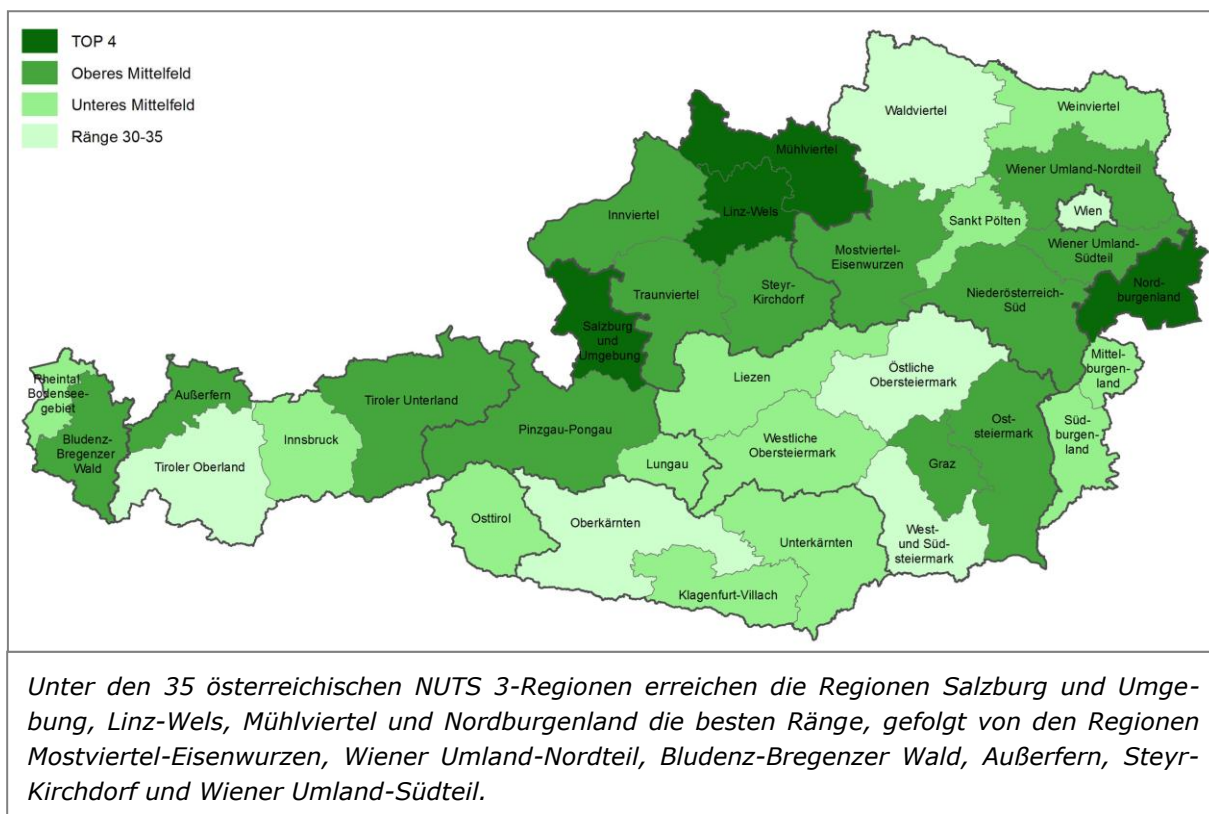 TOP 4
Oberes Mittelfeld
Unteres Mittelfeld
Ränge 30-35
Waldviertel
Weinviertel
Mühlviertel
Wiener Umland-Nordteil
Innviertel
Linz-Wels
Sankt Pölten
Wien
Mostviertel-
Eisenwurzen
Wiener Umland-
Südteil
Traunviertel
Steyr-
Kirchdorf
Niederösterreich-
Süd
Nord-
burgenland
Salzburg
und
Umgebung
Mittel-
burgen-
land
Rheintal-
Bodensee-
gebiet
Außerfern
Tiroler Unterland
Liezen
Östliche
Obersteiermark
Bludenz-
Bregenzer
Wald
Innsbruck
Pinzgau-Pongau
Ost-
steiermark
Süd-
burgen-
land
Tiroler Oberland
Westliche
Obersteiermark
Lungau
Graz
Osttirol
Oberkärnten
Unterkärnten
West-
und Süd-
steiermark
Klagenfurt-Villach
Unter den 35 österreichischen NUTS 3-Regionen erreichen die Regionen Salzburg und Umge-
bung, Linz-Wels, Mühlviertel und Nordburgenland die besten Ränge, gefolgt von den Regionen
Mostviertel-Eisenwurzen, Wiener Umland-Nordteil, Bludenz-Bregenzer Wald, Außerfern, Steyr-
Kirchdorf und Wiener Umland-Südteil.